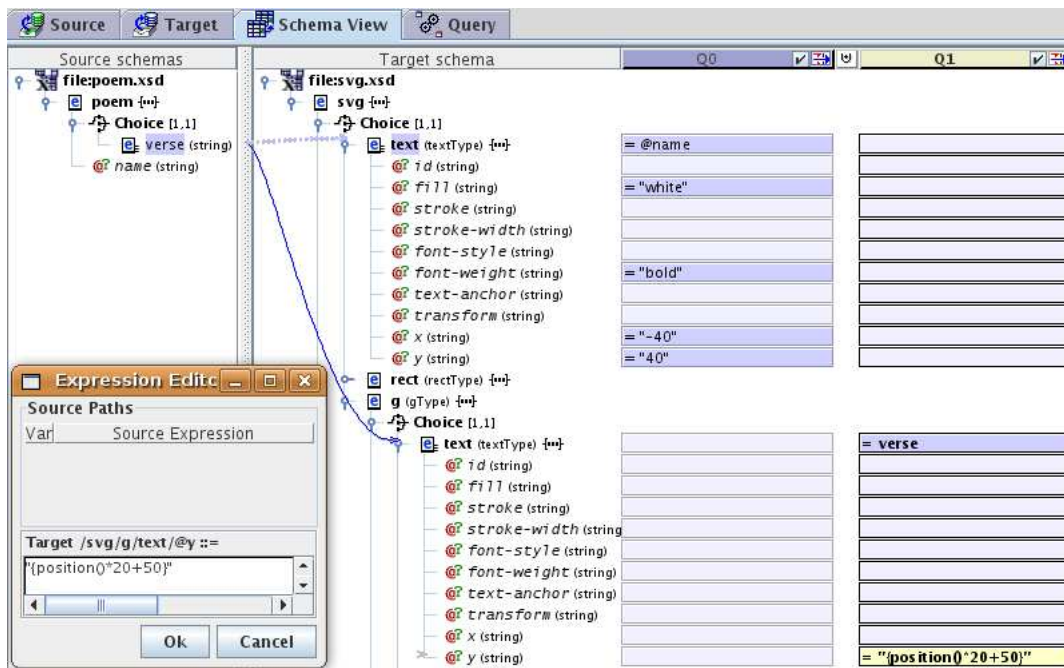 Source Target Schema View Query
Source schemas Target schema Q0 Q1
file:poem.xsd file:svg.xsd
poem svg
Choice [1,1] Choice [1,1]
verse (string) text (textType) = @name
@? name (string) @? id (string)
@? fill (string) = "white"
@? stroke (string)
@? stroke-width (string)
@? font-style (string)
@? font-weight (string) = "bold"
@? text-anchor (string)
@? transform (string)
@? x (string) = "-40"
@? y (string) = "40"
Expression Editc rect (rectType)
Source Paths g (gType)
Var Source Expression Choice [1,1]
text (textType) = verse
@? id (string)
@? fill (string)
@? stroke (string)
@? stroke-width (string
Target /svg/g/text/@y ::= @? font-style (string)
"{position()*20+50}" @? font-weight (string)
@? text-anchor (string)
@? transform (string)
Ok Cancel @? x (string)
@? y (string) = "{position()*20+50}"